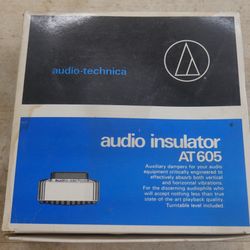 audio-technica
audio insulator
AT605
Auxiliary dampers for your audio
equipment critically engineered to
effectively absorb both vertical
and horizontal vibrations.
For the discerning audiophile who
will accept nothing less than true
state of the art playback quality.
Turntable level included.
audio-technica